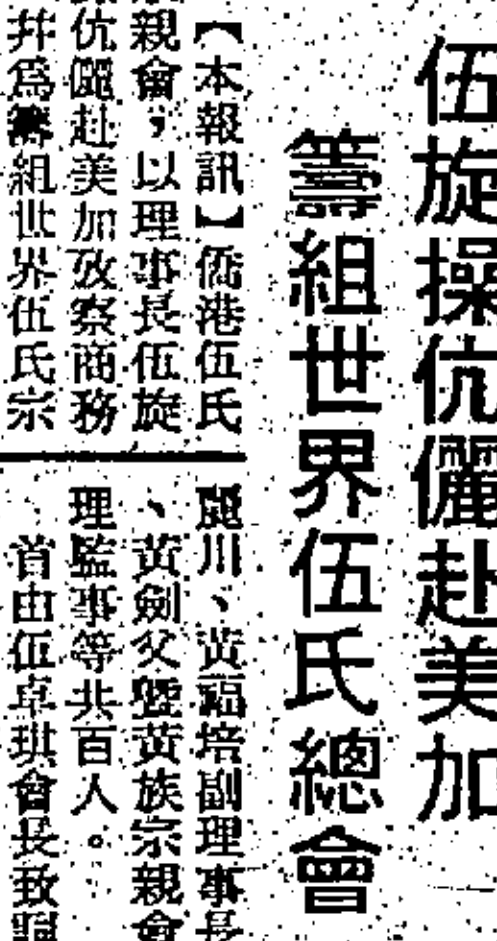 伍旋操伉儷赴美加
籌組世界伍氏總會
【本報訊】僑港伍氏
親會,以理事長伍旋
伉儷赴美加攷察商務
幷爲籌組世界伍氏宗
麗川、黃福培副理事長
、黃劍父暨黃族宗親會
理監事等共百人。
首由伍卓琪會長致詞